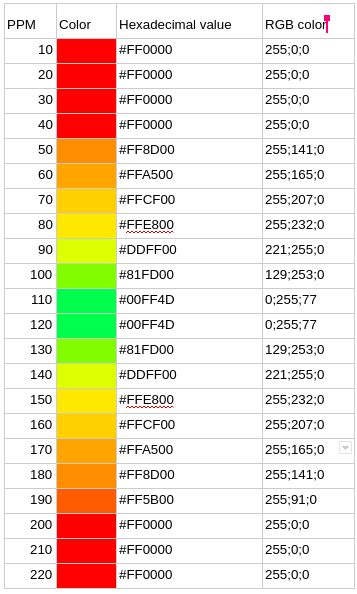 PPM Color Hexadecimal value RGB color
10 #FF0000 255;0;0
20 #FF0000 255;0;0
30 #FF0000 255;0;0
40 #FF0000 255;0;0
50 #FF8D00 255;141;0
60 #FFA500 255;165;0
70 #FFCF00 255;207;0
80 #FFE800 255;232;0
90 #DDFF00 221;255;0
100 #81FD00 129;253;0
110 #00FF4D 0;255;77
120 #00FF4D 0;255;77
130 #81FD00 129;253;0
140 #DDFF00 221;255;0
150 #FFE800 255;232;0
160 #FFCF00 255;207;0
170 #FFA500 255;165;0
180 #FF8D00 255;141;0
190 #FF5B00 255;91;0
200 #FF0000 255;0;0
210 #FF0000 255;0;0
220 #FF0000 255;0;0